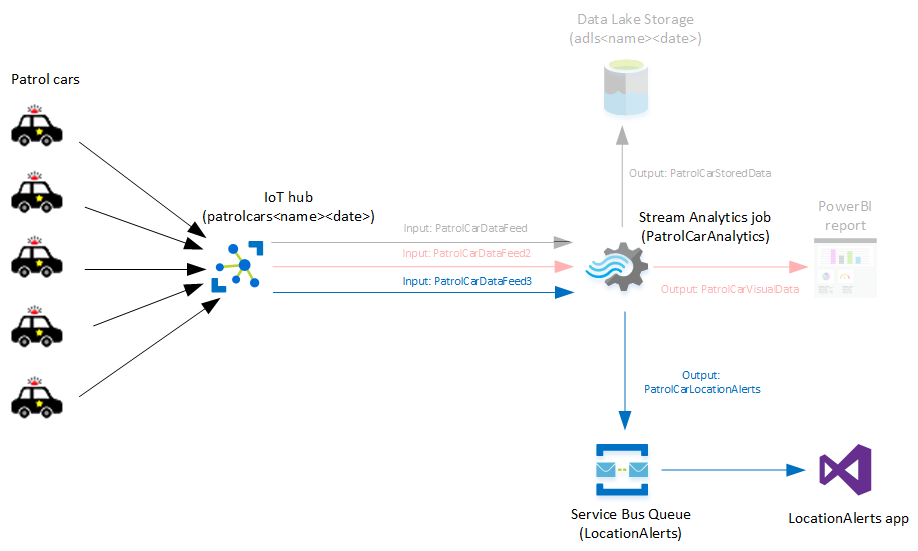 Data Lake Storage
(adls<name><date>)
Patrol cars
Output: PatrolCarStoredData
IoT hub
(patrolcars<name><date>)
Stream Analytics job
(PatrolCarAnalytics)
PowerBI
report
Input: PatrolCarDataFeed
Input: PatrolCarDataFeed2
Input: PatrolCarDataFeed3
Output: PatrolCarVisualData
Output:
PatrolCarLocationAlerts
Service Bus Queue
(LocationAlerts)
LocationAlerts app